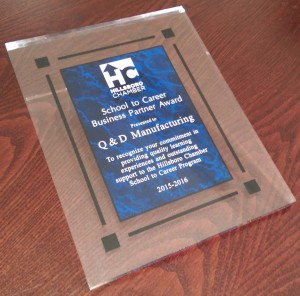 HC
HILLSBORO
CHAMBER
School to Career
Business Partner Award
Presented to
Q & D Manufacturing
To recognize your commitment in
providing quality learning
experiences and outstanding
support to the Hillsboro Chamber
School to Career Program
2015-2016